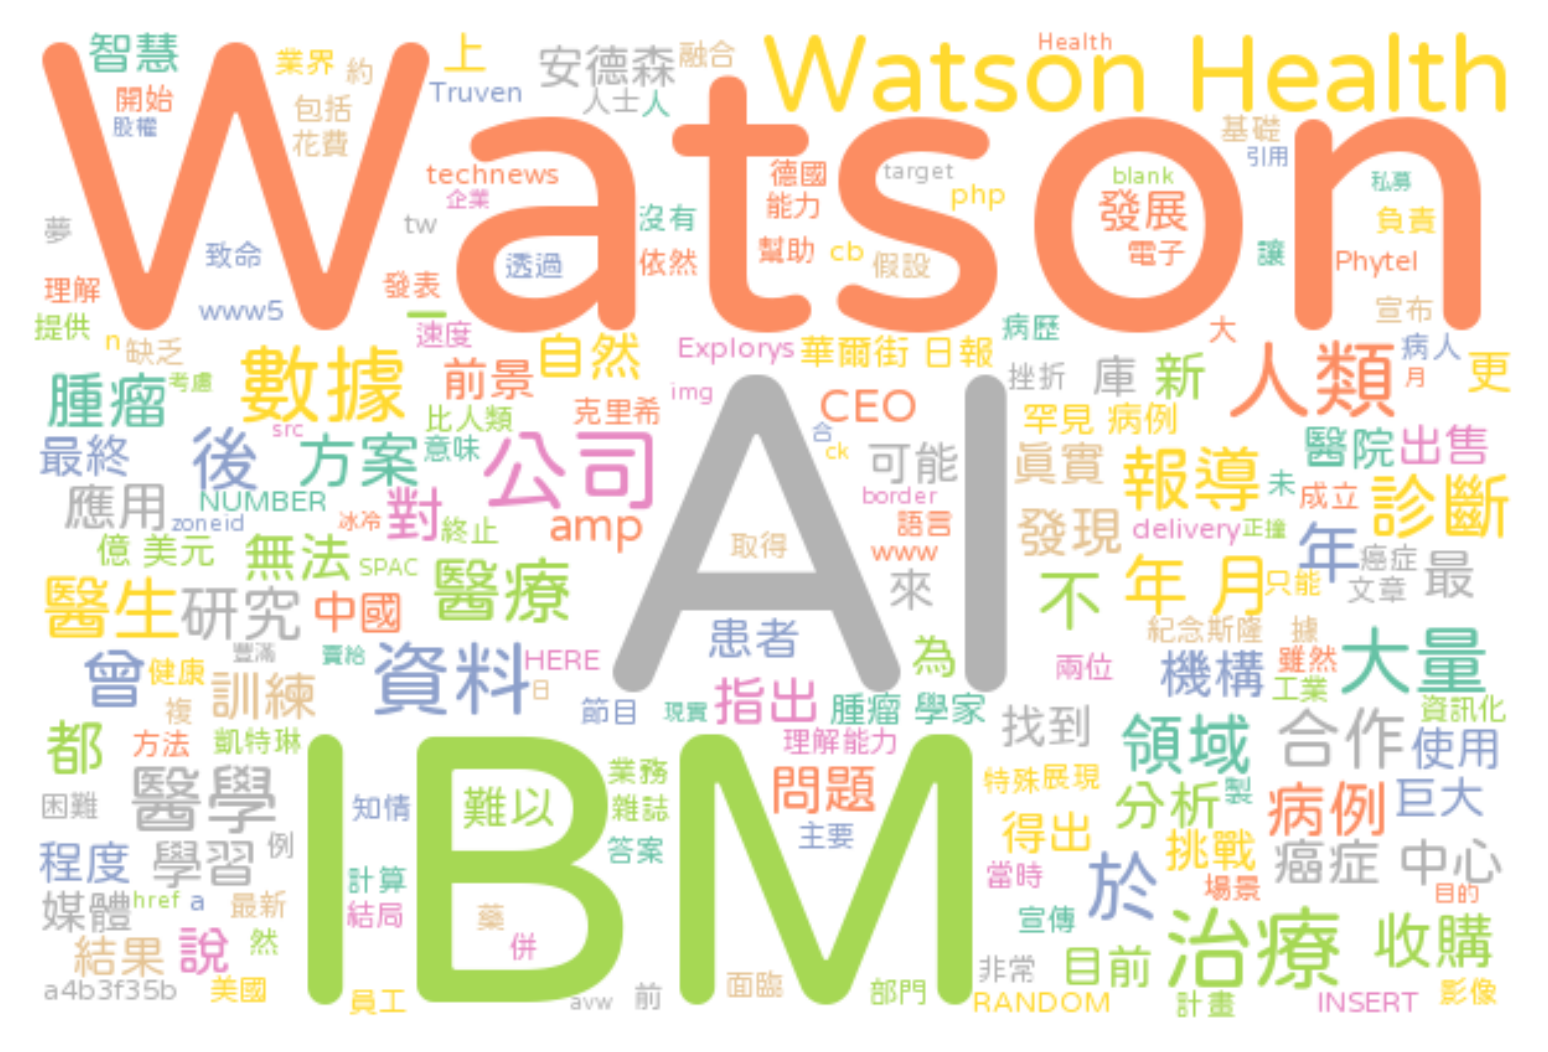 智慧 業界 約 上 安德森 融合 Watson Health Health
開始 包括 Truven 人士 人
股權 花費 基礎
Watson
technews 德國 target blank 引用 私募
企業 能力 php 發展 負責
夢 tw 沒有 電子
致命 透過 依然 幫助 cb 假設 讓 Phytel
理解 發表
www5 一 宣布
提供 n 缺乏 速度 病歷 大
數據 前景 自然 Explorys 華爾街 日報 病人
腫瘤 考慮 img 挫折 庫 新 人類 月 更
比人類 克里希 CEO 罕見 病例
src 合
最終 後 方案 意味 公司 AI ck 可能 真實 報導 醫院 出售
應用 NUMBER 對 border 未 成立 診斷
zoneid 冰冷 終止 amp 語言 發現 delivery 正撞
億 美元 無法 SPAC 取得 www 年 癌症 最
醫生 研究 中國 醫療 來 不 年 月 只能 文章
患者 紀念斯隆 據
豐滿 賣給 為
曾 健康 資料 HERE 兩位 機構 雖然 大量
訓練 日 工業
複 節目 現實 指出 腫瘤 學家 找到 資訊化
都 方法 凱特琳 理解能力 領域 合作 使用
IBM
醫學 業務 問題 特殊 展現 製
困難 知情 難以 雜誌 分析 病例 巨大
例 主要 得出
程度 學習 答案 挑戰 癌症 中心
計算 當時 於 場景 目的
媒體 href a 最新 結局 藥 宣傳
結果 說 然 併 目前 治療 收購
a4b3f35b 美國 面臨 非常
員工 avw 前 部門 RANDOM 計畫 INSERT 影像